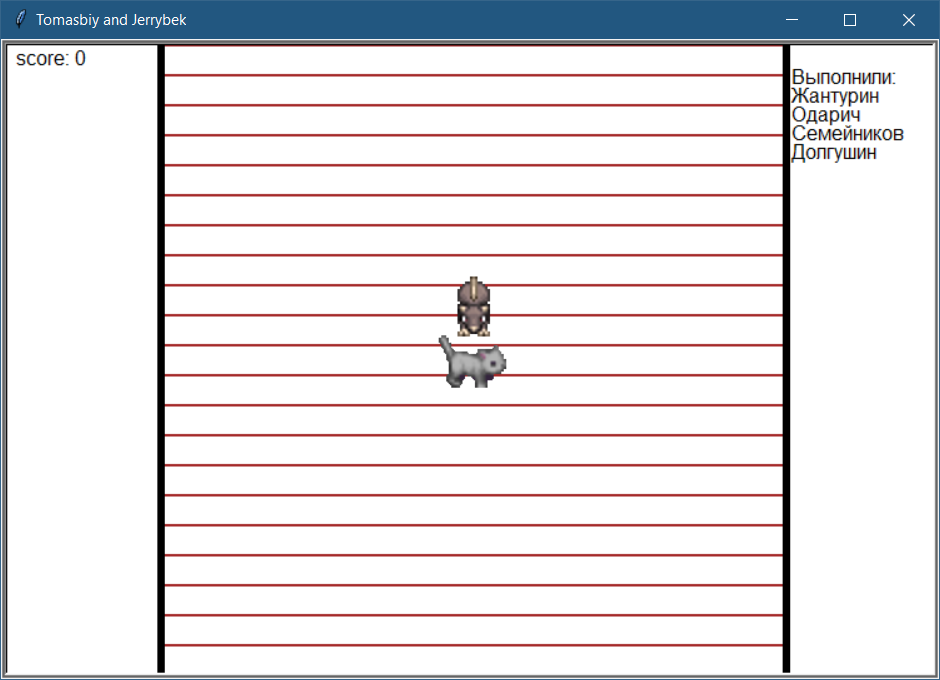 Tomasbiy and Jerrybek
score: 0
Выполнили:
Жантурин
Одарич
Семейников
Долгушин